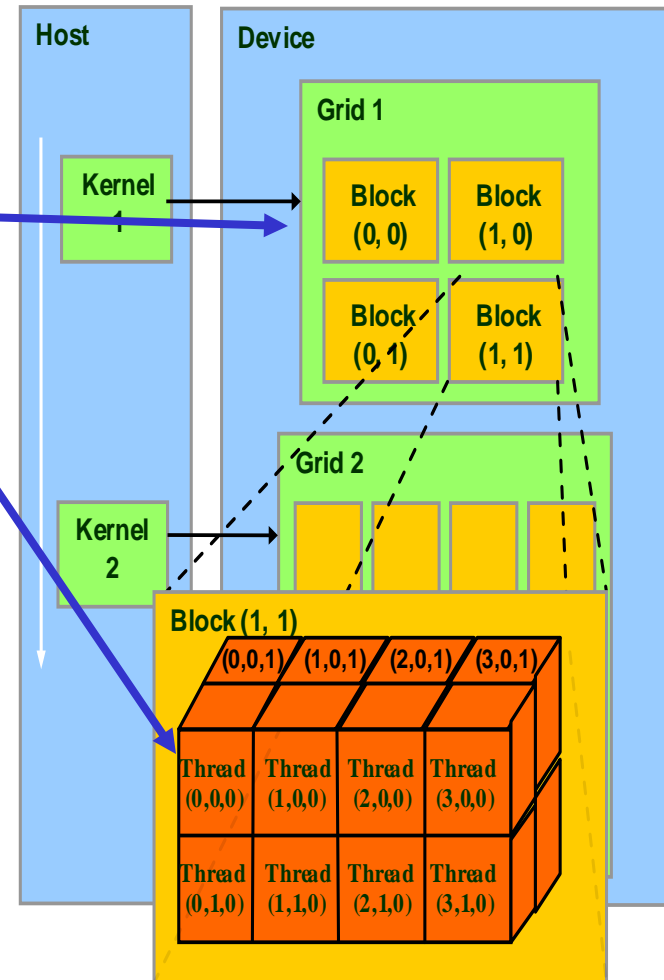 Host
Device
Grid 1
Kernel
1
Block
(0, 0)
Block
(1, 0)
Block
(0, 1)
Block
(1, 1)
Grid 2
Kernel
2
Block (1, 1)
(0,0,1)
(1,0,1)
(2,0,1)
(3,0,1)
Thread
(0,0,0)
Thread
(1,0,0)
Thread
(2,0,0)
Thread
(3,0,0)
Thread
(0,1,0)
Thread
(1,1,0)
Thread
(2,1,0)
Thread
(3,1,0)